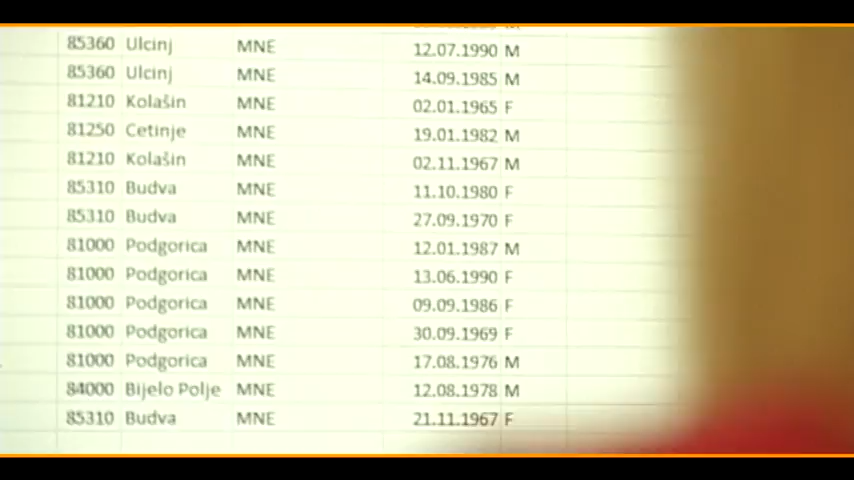 85360 Ulcinj MNE 12.07.1990 M
85360 Ulcinj MNE 14.09.1985 M
81210 Kolašin MNE 02.01.1965 F
81250 Cetinje MNE 19.01.1982 M
81210 Kolašin MNE 02.11.1967 M
85310 Budva MNE 11.10.1980 F
85310 Budva MNE 27.09.1970 F
81000 Podgorica MNE 12.01.1987 M
81000 Podgorica MNE 13.06.1990 F
81000 Podgorica MNE 09.09.1986 F
81000 Podgorica MNE 30.09.1969 F
81000 Podgorica MNE 17.08.1976 M
84000 Bijelo Polje MNE 12.08.1978 M
85310 Budva MNE 21.11.1967 F